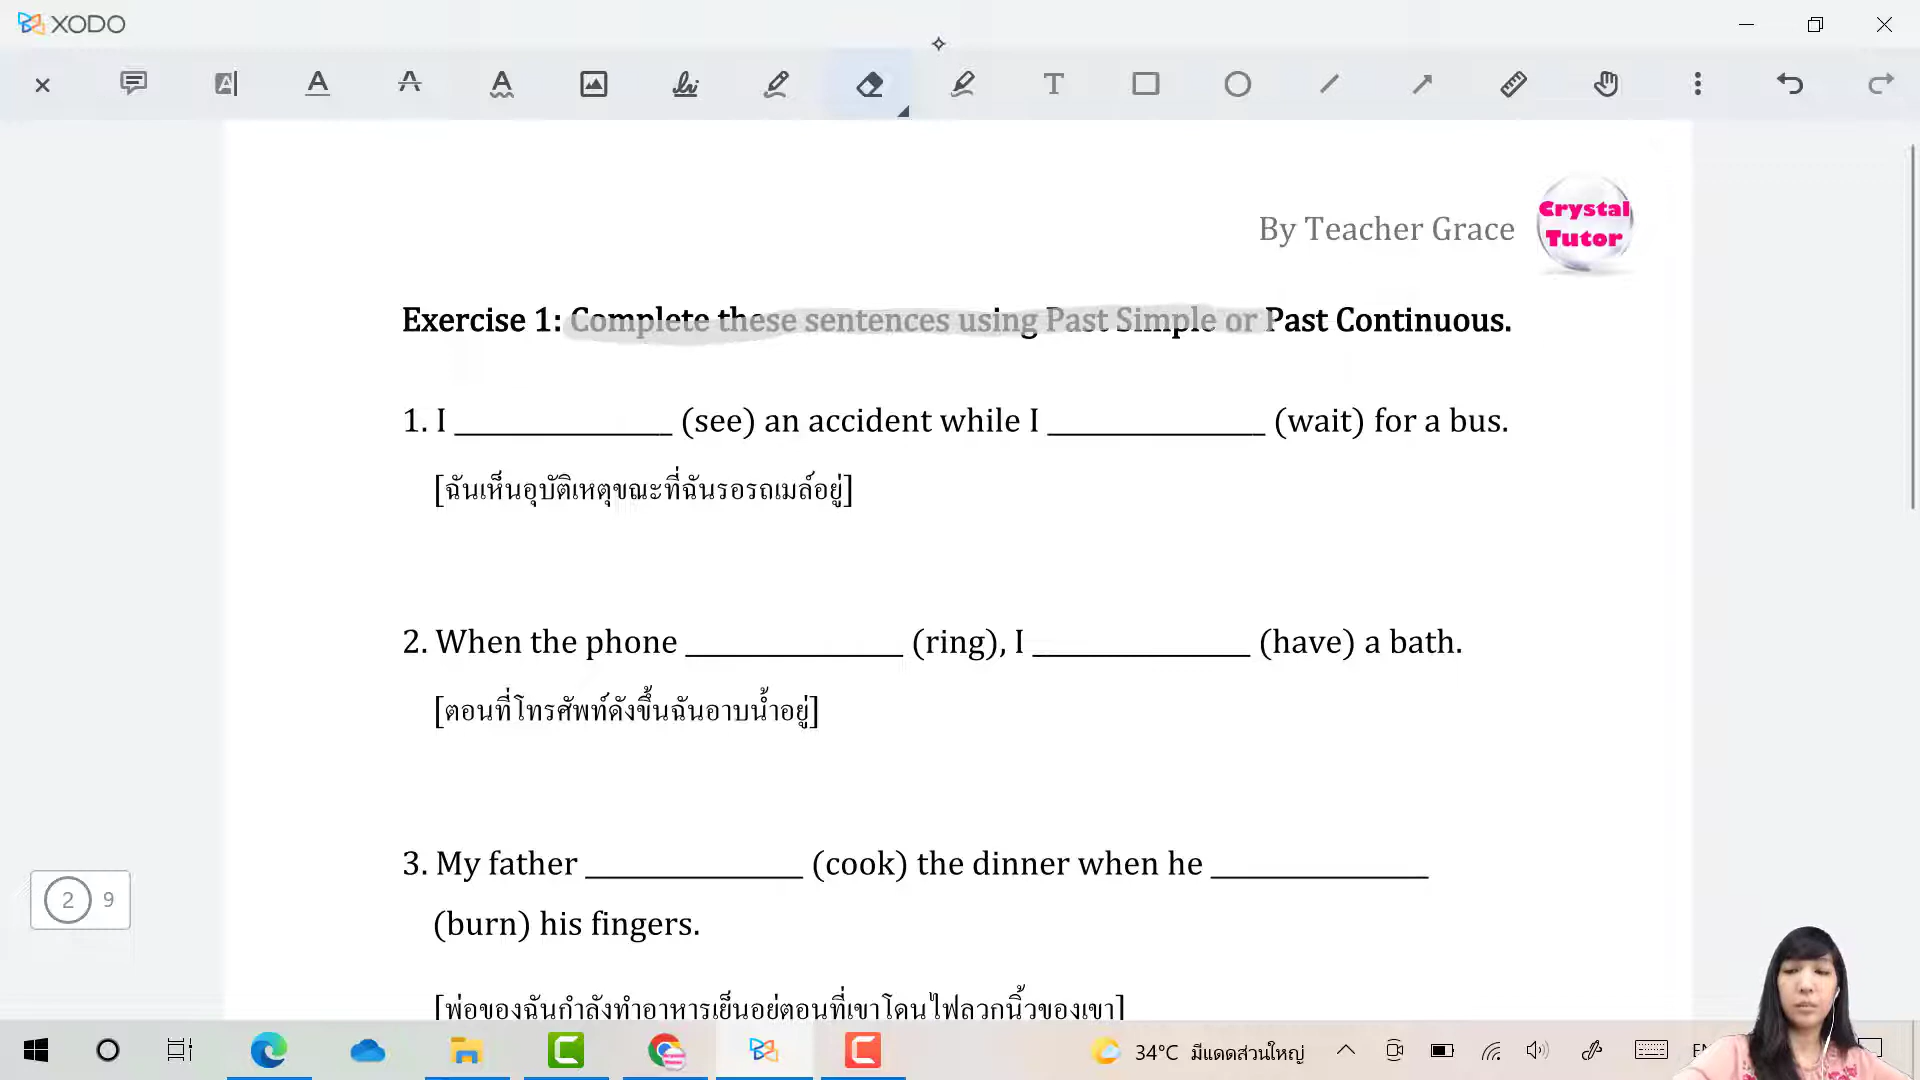 XODO
By Teacher Grace
Crystal
Tutor
Exercise 1: Complete these sentences using Past Simple or Past Continuous.
1. I _______________ (see) an accident while I _______________ (wait) for a bus.
[ฉันเห็นอุบัติเหตุขณะที่ฉันรอรถเมล์อยู่]
2. When the phone _______________ (ring), I _______________ (have) a bath.
[ตอนที่โทรศัพท์ดังขึ้นฉันอาบน้ำอยู่]
3. My father _______________ (cook) the dinner when he _______________
(burn) his fingers.
[พ่อของฉันกำลังทำอาหารเย็นอยู่ตอนที่เขาโดนไฟลวกนิ้วของเขา]
2 9
34°C มีแดดส่วนใหญ่